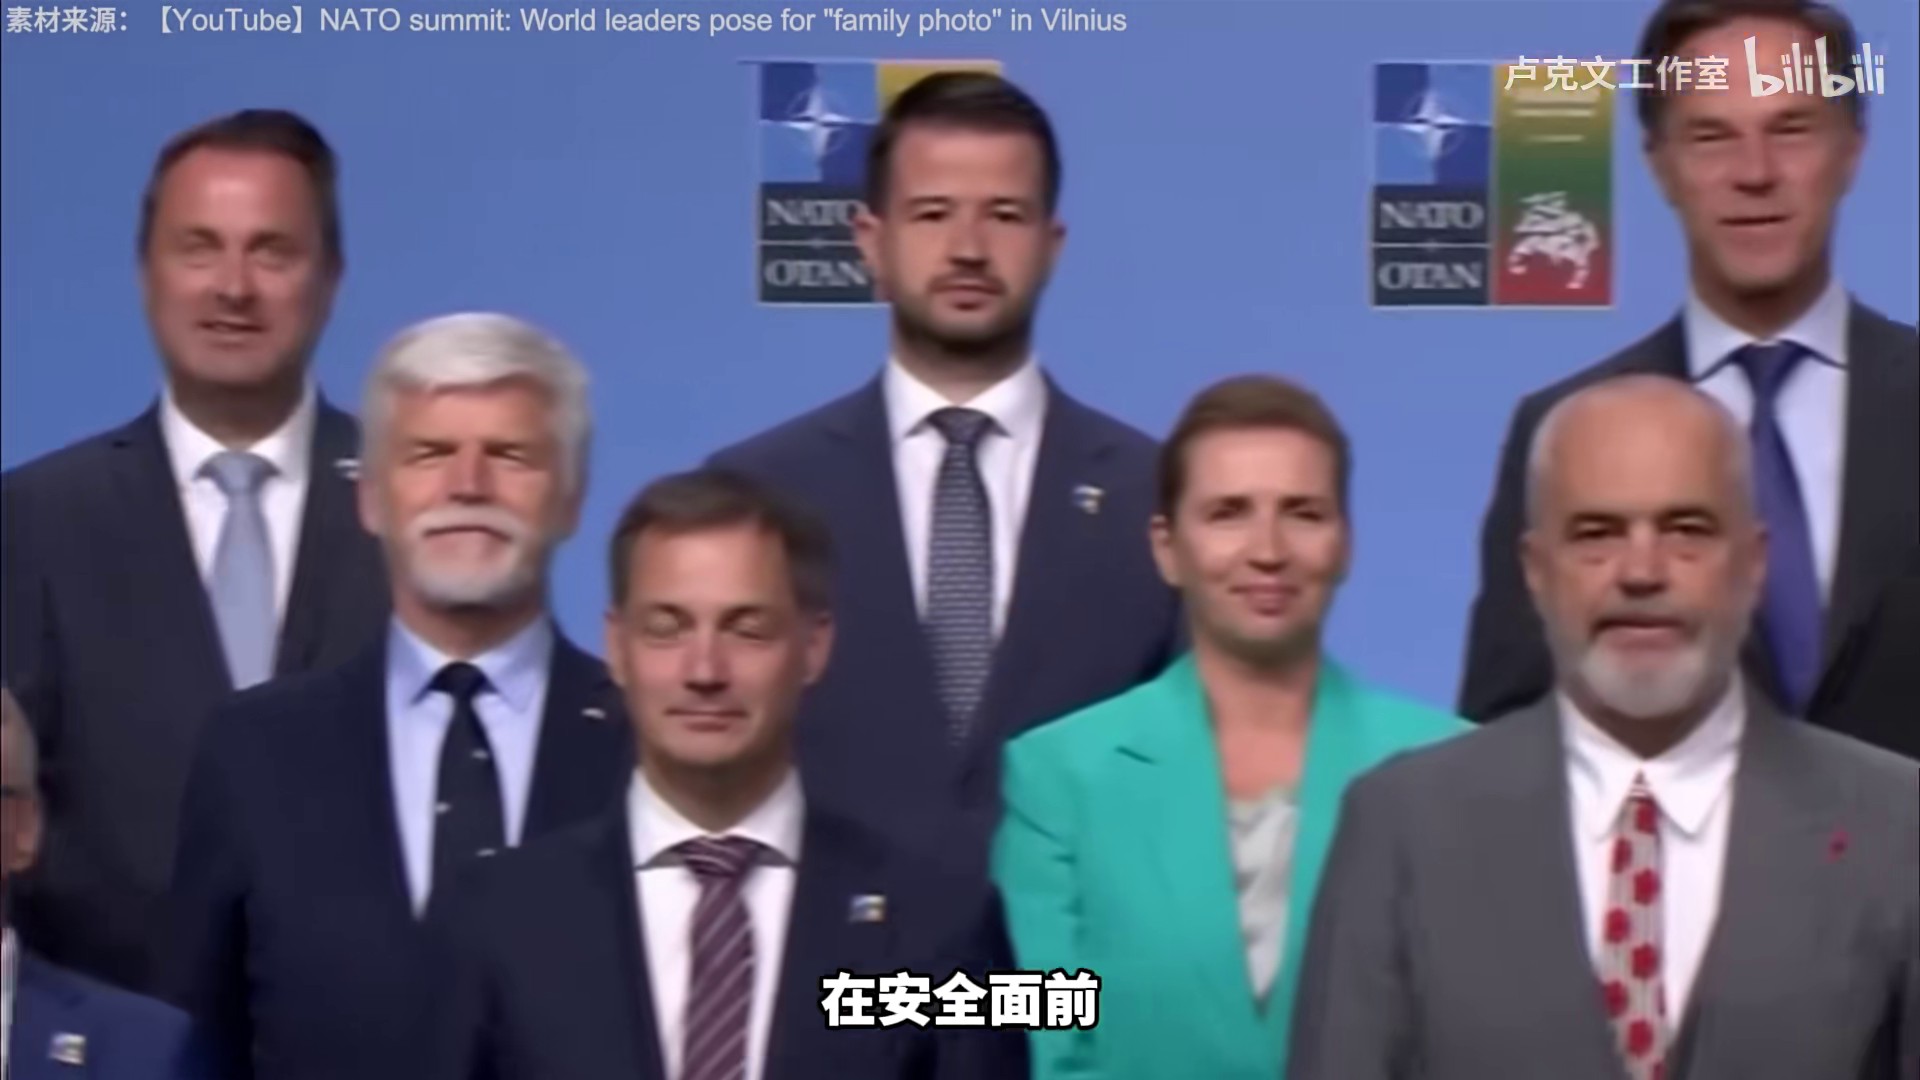 素材来源：【YouTube】NATO summit: World leaders pose for "family photo" in Vilnius
卢克文工作室 bilibili
NATO
OTAN
NATO
OTAN
在安全面前